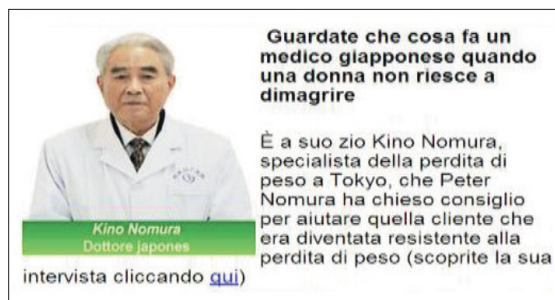 Guardate che cosa fa un
medico giapponese quando
una donna non riesce a
dimagrire
È a suo zio Kino Nomura,
specialista della perdita di
peso a Tokyo, che Peter
Nomura ha chiesto consiglio
per aiutare quella cliente che
era diventata resistente alla
perdita di peso (scoprite la sua
intervista cliccando qui)
Kino Nomura
Dottore japones